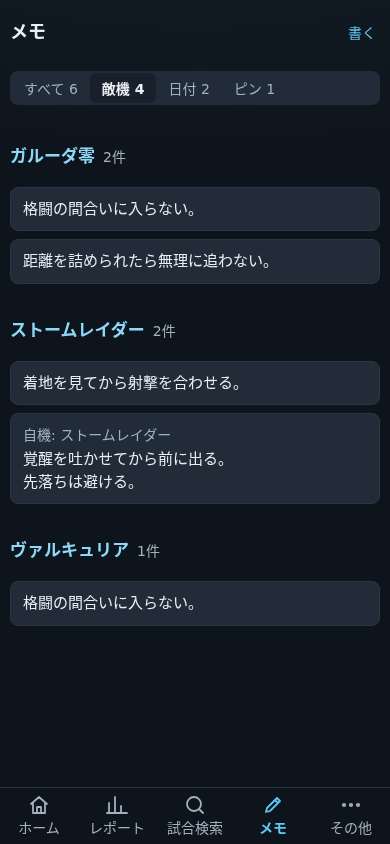 メモ
書く
すべて 6
敵機 4
日付 2
ピン 1
ガルーダ零 2件
格闘の間合いに入らない。
距離を詰められたら無理に追わない。
ストームレイダー 2件
着地を見てから射撃を合わせる。
自機: ストームレイダー
覚醒を吐かせてから前に出る。
先落ちは避ける。
ヴァルキュリア 1件
格闘の間合いに入らない。
ホーム
レポート
試合検索
メモ
その他